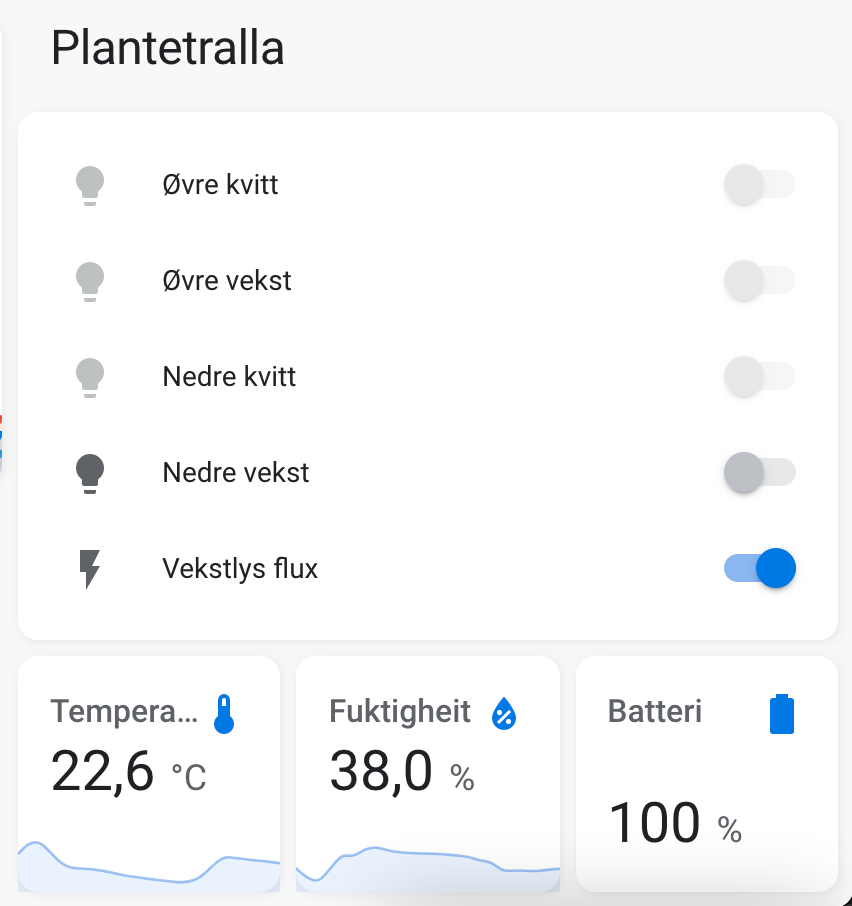 Plantetralla
Øvre kvitt
Øvre vekst
Nedre kvitt
Nedre vekst
Vekstlys flux
Tempera...
22,6 °C
Fuktigheit
38,0 %
Batteri
100 %